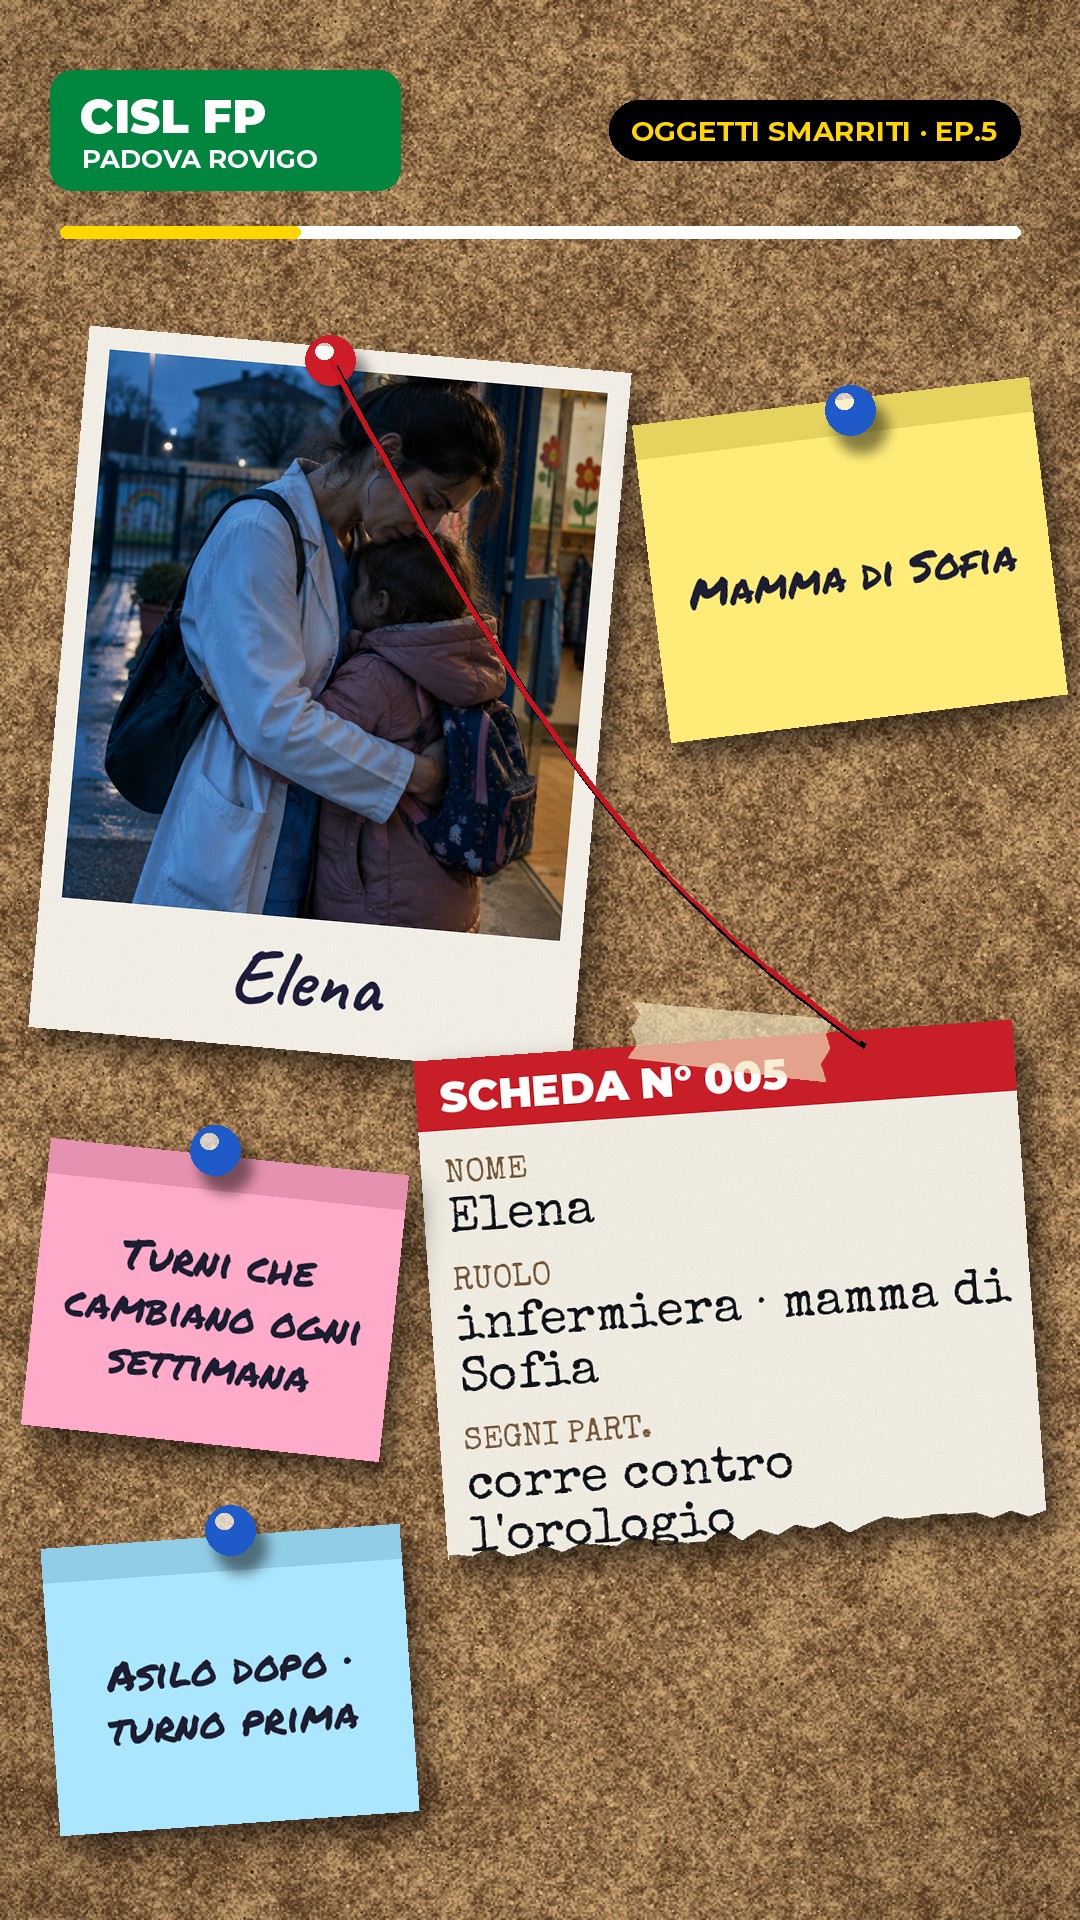 CISL FP
PADOVA ROVIGO
OGGETTI SMARRITI · EP.5
MAMMA DI SOFIA
Elena
SCHEDA N° 005
NOME
Elena
RUOLO
infermiera · mamma di
Sofia
SEGNI PART.
corre contro
l'orologio
TURNI CHE
CAMBIANO OGNI
SETTIMANA
ASILO DOPO ·
TURNO PRIMA